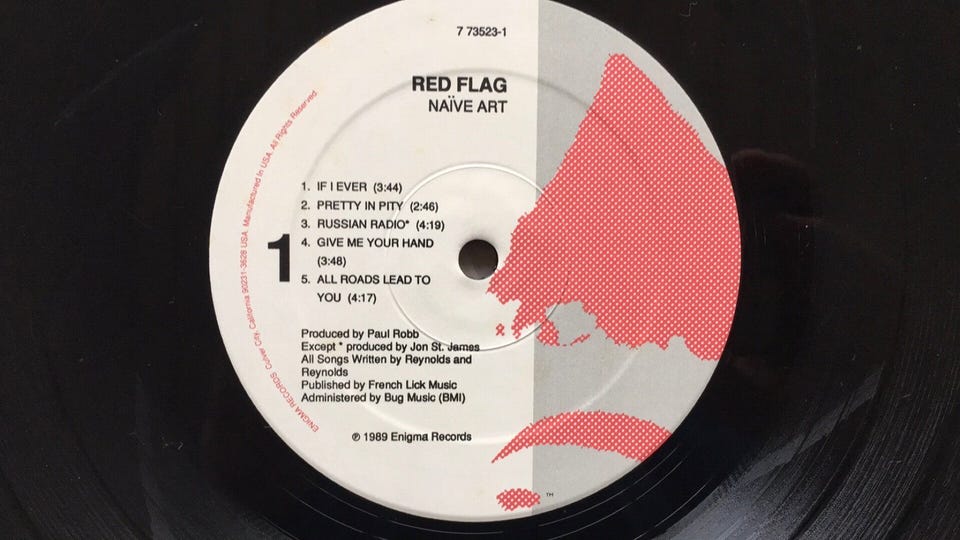 7 73523-1
RED FLAG
NAÏVE ART
1
1. IF I EVER (3:44)
2. PRETTY IN PITY (2:46)
3. RUSSIAN RADIO* (4:19)
4. GIVE ME YOUR HAND
(3:48)
5. ALL ROADS LEAD TO
YOU (4:17)
Produced by Paul Robb
Except * produced by Jon St. James
All Songs Written by Reynolds and
Reynolds
Published by French Lick Music
Administered by Bug Music (BMI)
℗ 1989 Enigma Records
ENIGMA RECORDS. Culver City, California 90231-3628 USA. Manufactured In USA. All Rights Reserved.
TM